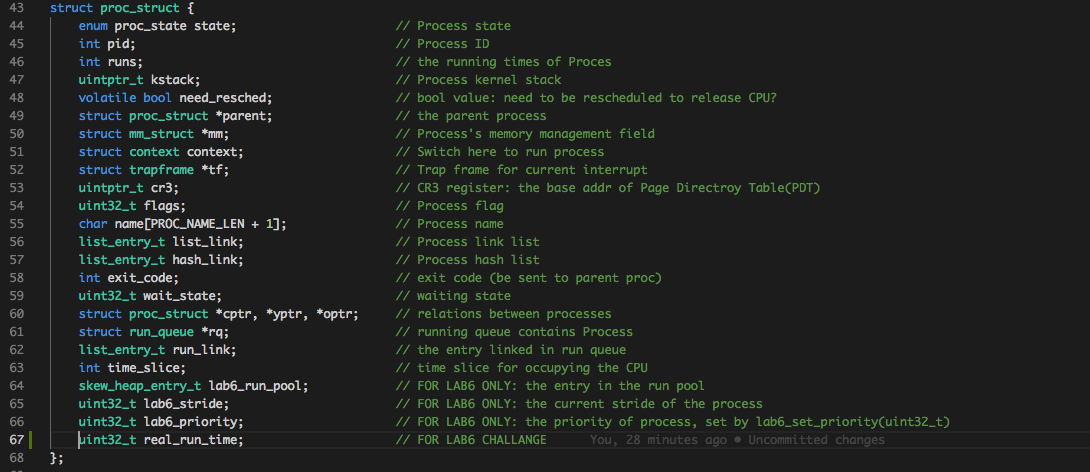 43 struct proc_struct {
44 enum proc_state state; // Process state
45 int pid; // Process ID
46 int runs; // the running times of Proces
47 uintptr_t kstack; // Process kernel stack
48 volatile bool need_resched; // bool value: need to be rescheduled to release CPU?
49 struct proc_struct *parent; // the parent process
50 struct mm_struct *mm; // Process's memory management field
51 struct context context; // Switch here to run process
52 struct trapframe *tf; // Trap frame for current interrupt
53 uintptr_t cr3; // CR3 register: the base addr of Page Directroy Table(PDT)
54 uint32_t flags; // Process flag
55 char name[PROC_NAME_LEN + 1]; // Process name
56 list_entry_t list_link; // Process link list
57 list_entry_t hash_link; // Process hash list
58 int exit_code; // exit code (be sent to parent proc)
59 uint32_t wait_state; // waiting state
60 struct proc_struct *cptr, *yptr, *optr; // relations between processes
61 struct run_queue *rq; // running queue contains Process
62 list_entry_t run_link; // the entry linked in run queue
63 int time_slice; // time slice for occupying the CPU
64 skew_heap_entry_t lab6_run_pool; // FOR LAB6 ONLY: the entry in the run pool
65 uint32_t lab6_stride; // FOR LAB6 ONLY: the current stride of the process
66 uint32_t lab6_priority; // FOR LAB6 ONLY: the priority of process, set by lab6_set_priority(uint32_t)
67 uint32_t real_run_time; // FOR LAB6 CHALLANGE You, 28 minutes ago • Uncommitted changes
68 };